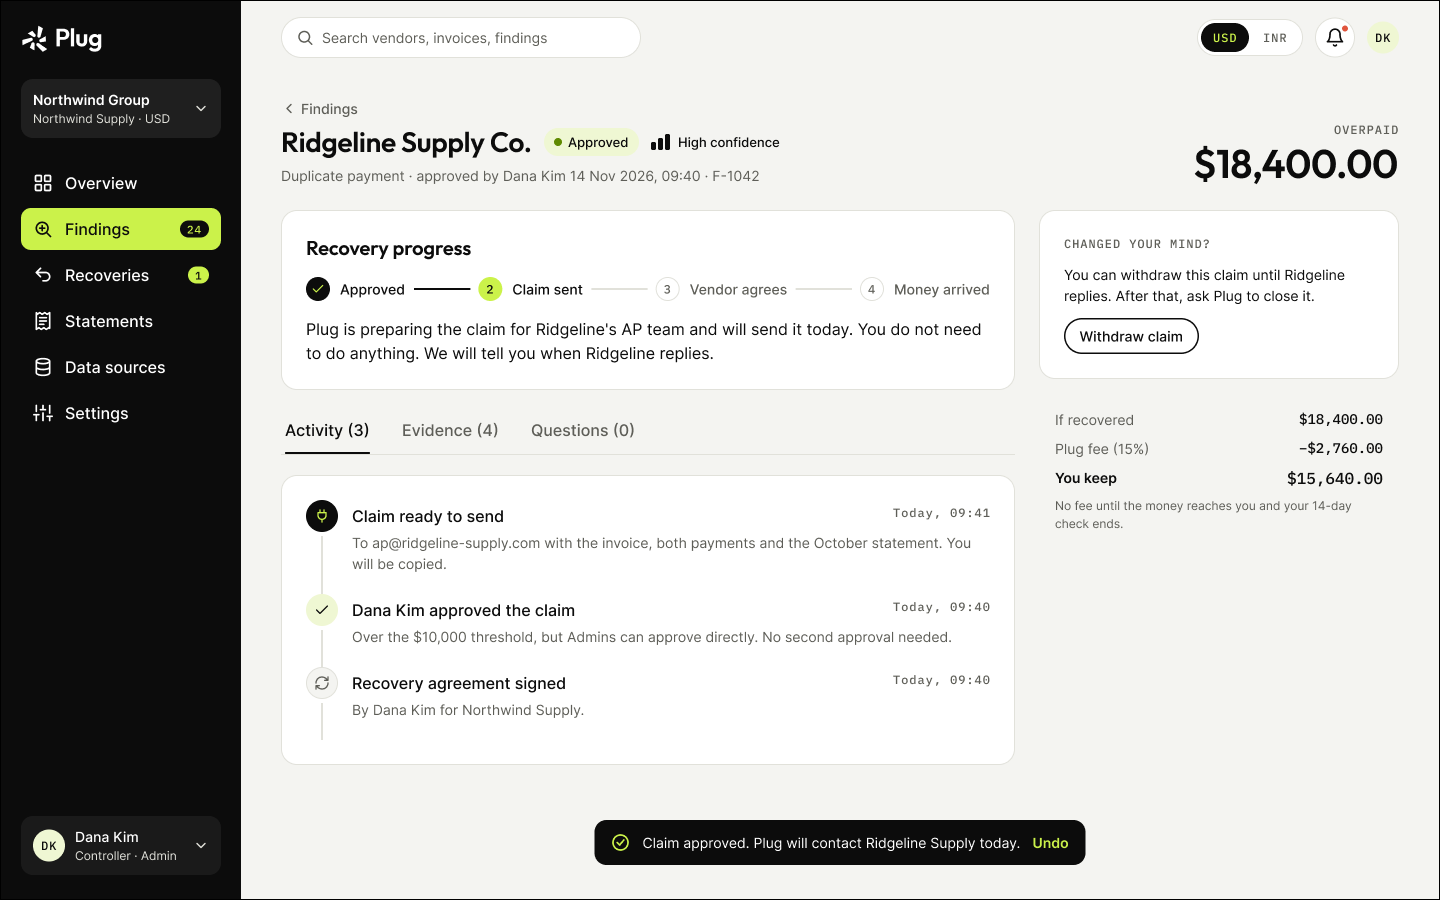 Plug
Northwind Group
Northwind Supply · USD
Overview
Findings 24
Recoveries 1
Statements
Data sources
Settings
DK
Dana Kim
Controller · Admin
Search vendors, invoices, findings
USD INR
DK
Findings
Ridgeline Supply Co. Approved High confidence
Duplicate payment · approved by Dana Kim 14 Nov 2026, 09:40 · F-1042
OVERPAID
$18,400.00
Recovery progress
Approved 2 Claim sent 3 Vendor agrees 4 Money arrived
Plug is preparing the claim for Ridgeline's AP team and will send it today. You do not need
to do anything. We will tell you when Ridgeline replies.
Activity (3) Evidence (4) Questions (0)
Claim ready to send Today, 09:41
To ap@ridgeline-supply.com with the invoice, both payments and the October statement. You
will be copied.
Dana Kim approved the claim Today, 09:40
Over the $10,000 threshold, but Admins can approve directly. No second approval needed.
Recovery agreement signed Today, 09:40
By Dana Kim for Northwind Supply.
CHANGED YOUR MIND?
You can withdraw this claim until Ridgeline
replies. After that, ask Plug to close it.
Withdraw claim
If recovered $18,400.00
Plug fee (15%) −$2,760.00
You keep $15,640.00
No fee until the money reaches you and your 14-day
check ends.
Claim approved. Plug will contact Ridgeline Supply today. Undo